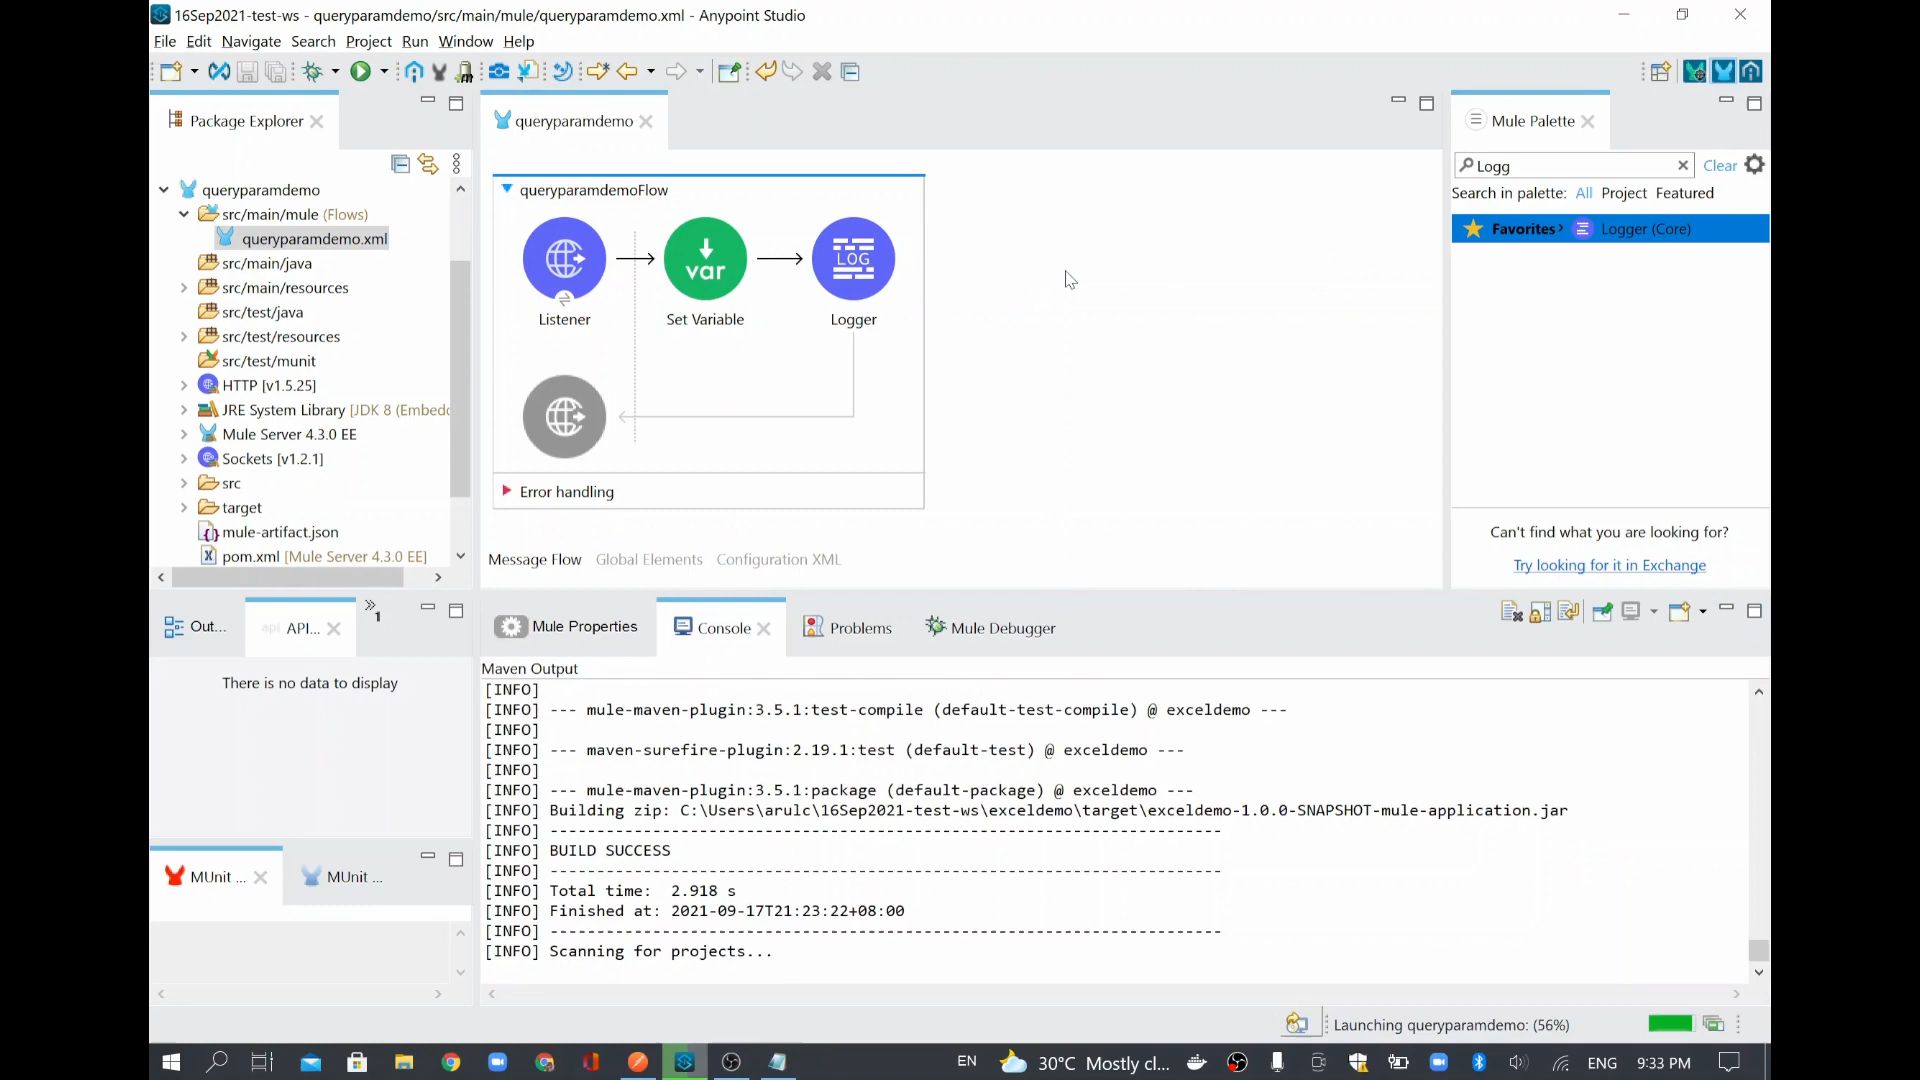 16Sep2021-test-ws - queryparamdemo/src/main/mule/queryparamdemo.xml - Anypoint Studio
File Edit Navigate Search Project Run Window Help
Package Explorer
queryparamdemo
src/main/mule (Flows)
queryparamdemo.xml
src/main/java
src/main/resources
src/test/java
src/test/resources
src/test/munit
HTTP [v1.5.25]
JRE System Library [JDK 8 (Embedd
Mule Server 4.3.0 EE
Sockets [v1.2.1]
src
target
mule-artifact.json
pom.xml [Mule Server 4.3.0 EE]
queryparamdemo
queryparamdemoFlow
var
LOG
Listener
Set Variable
Logger
Error handling
Message Flow Global Elements Configuration XML
Mule Palette
Logg
Clear
Search in palette: All Project Featured
Favorites› Logger (Core)
Can't find what you are looking for?
Try looking for it in Exchange
Out...
api API...
»1
There is no data to display
MUnit ...
MUnit ...
Mule Properties
Console
Problems
Mule Debugger
Maven Output
[INFO]
[INFO] --- mule-maven-plugin:3.5.1:test-compile (default-test-compile) @ exceldemo ---
[INFO]
[INFO] --- maven-surefire-plugin:2.19.1:test (default-test) @ exceldemo ---
[INFO]
[INFO] --- mule-maven-plugin:3.5.1:package (default-package) @ exceldemo ---
[INFO] Building zip: C:\Users\arulc\16Sep2021-test-ws\exceldemo\target\exceldemo-1.0.0-SNAPSHOT-mule-application.jar
[INFO] ------------------------------------------------------------------------
[INFO] BUILD SUCCESS
[INFO] ------------------------------------------------------------------------
[INFO] Total time:  2.918 s
[INFO] Finished at: 2021-09-17T21:23:22+08:00
[INFO] ------------------------------------------------------------------------
[INFO] Scanning for projects...
Launching queryparamdemo: (56%)
EN
30°C Mostly cl...
ENG
9:33 PM